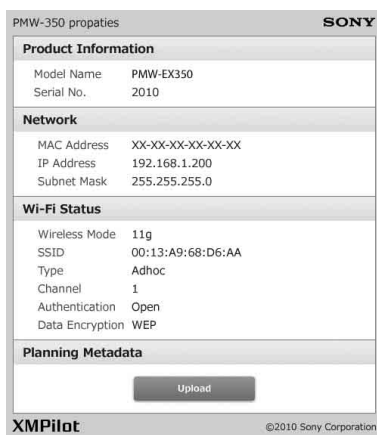 PMW-350 propaties SONY
Product Information
Model Name PMW-EX350
Serial No. 2010
Network
MAC Address XX-XX-XX-XX-XX-XX
IP Address 192.168.1.200
Subnet Mask 255.255.255.0
Wi-Fi Status
Wireless Mode 11g
SSID 00:13:A9:68:D6:AA
Type Adhoc
Channel 1
Authentication Open
Data Encryption WEP
Planning Metadata
Upload
XMPilot ©2010 Sony Corporation